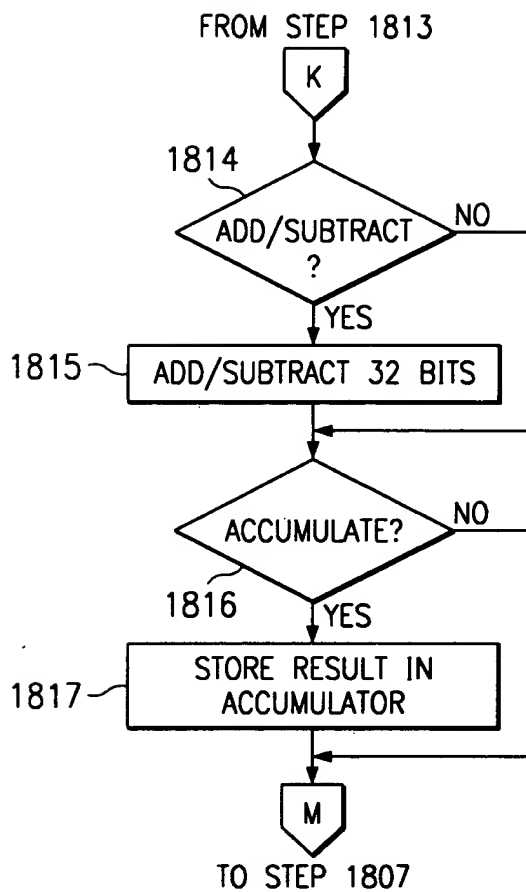 FROM STEP 1813
K
1814
ADD/SUBTRACT
?
NO
YES
1815
ADD/SUBTRACT 32 BITS
ACCUMULATE?
NO
1816
YES
1817
STORE RESULT IN
ACCUMULATOR
M
TO STEP 1807